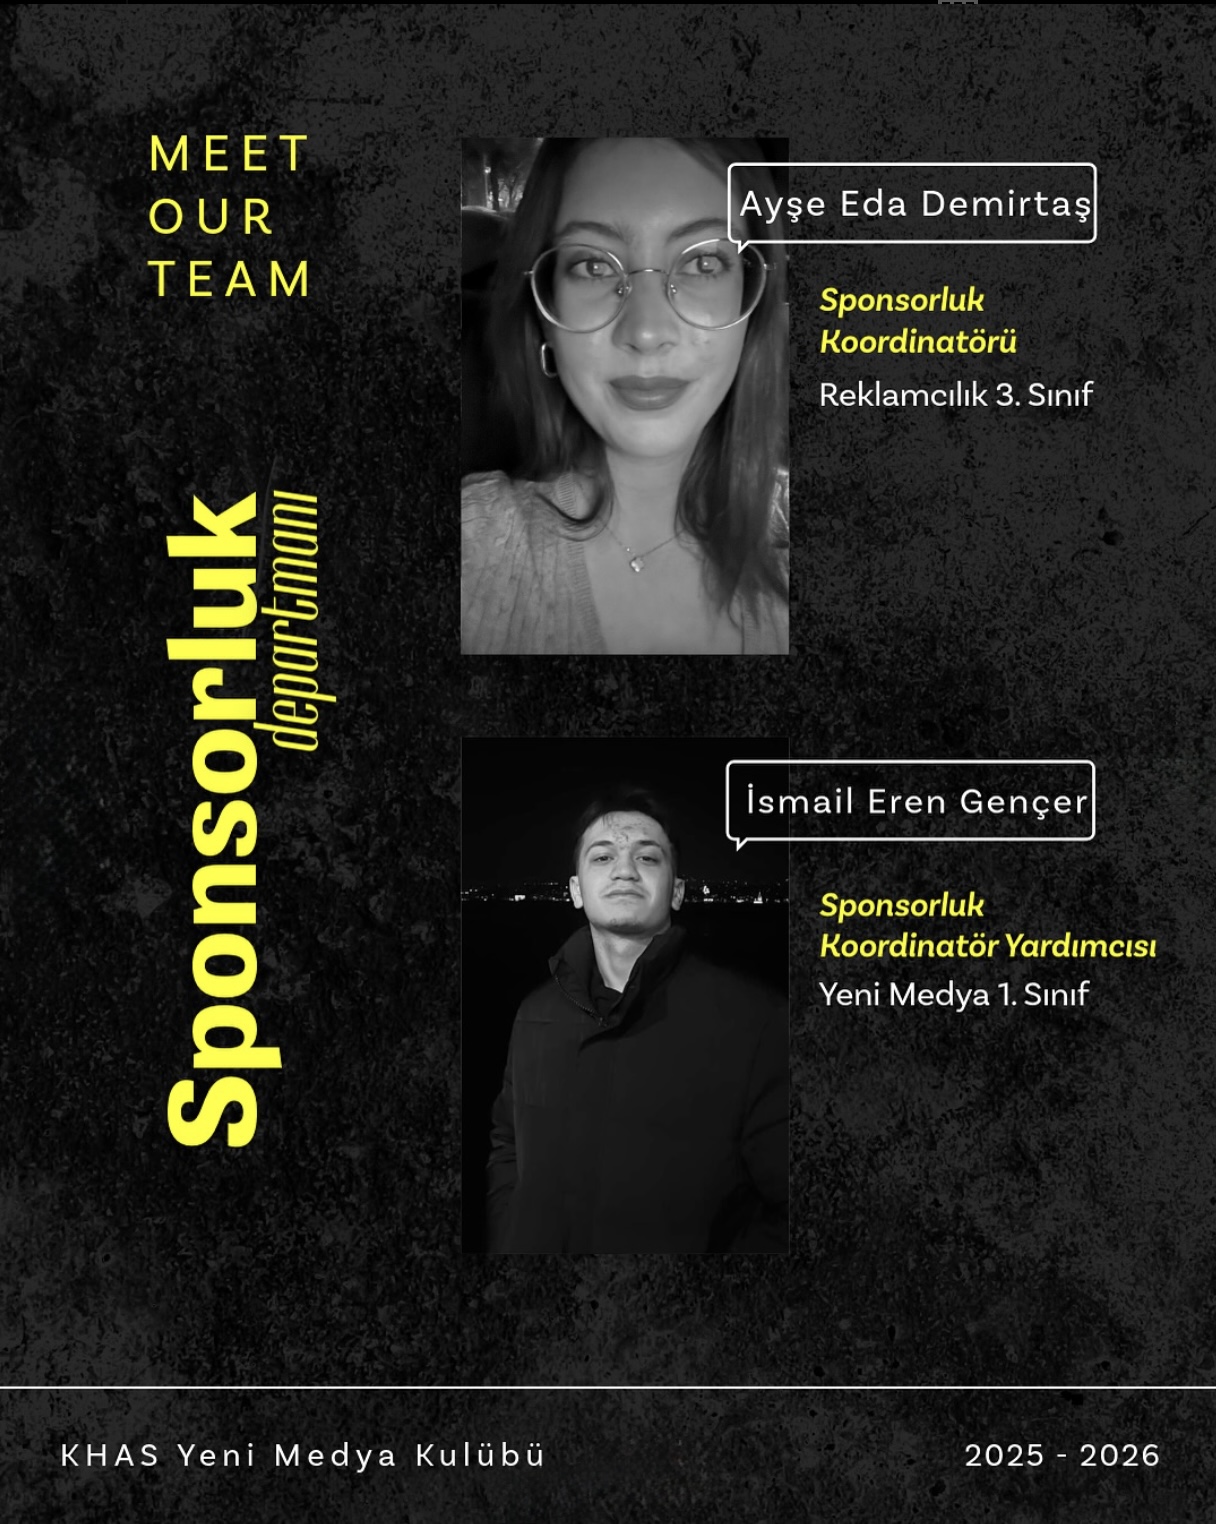 MEET
OUR
TEAM
Sponsorluk
departmanı
Ayşe Eda Demirtaş
Sponsorluk
Koordinatörü
Reklamcılık 3. Sınıf
İsmail Eren Gençer
Sponsorluk
Koordinatör Yardımcısı
Yeni Medya 1. Sınıf
KHAS Yeni Medya Kulübü
2025 - 2026